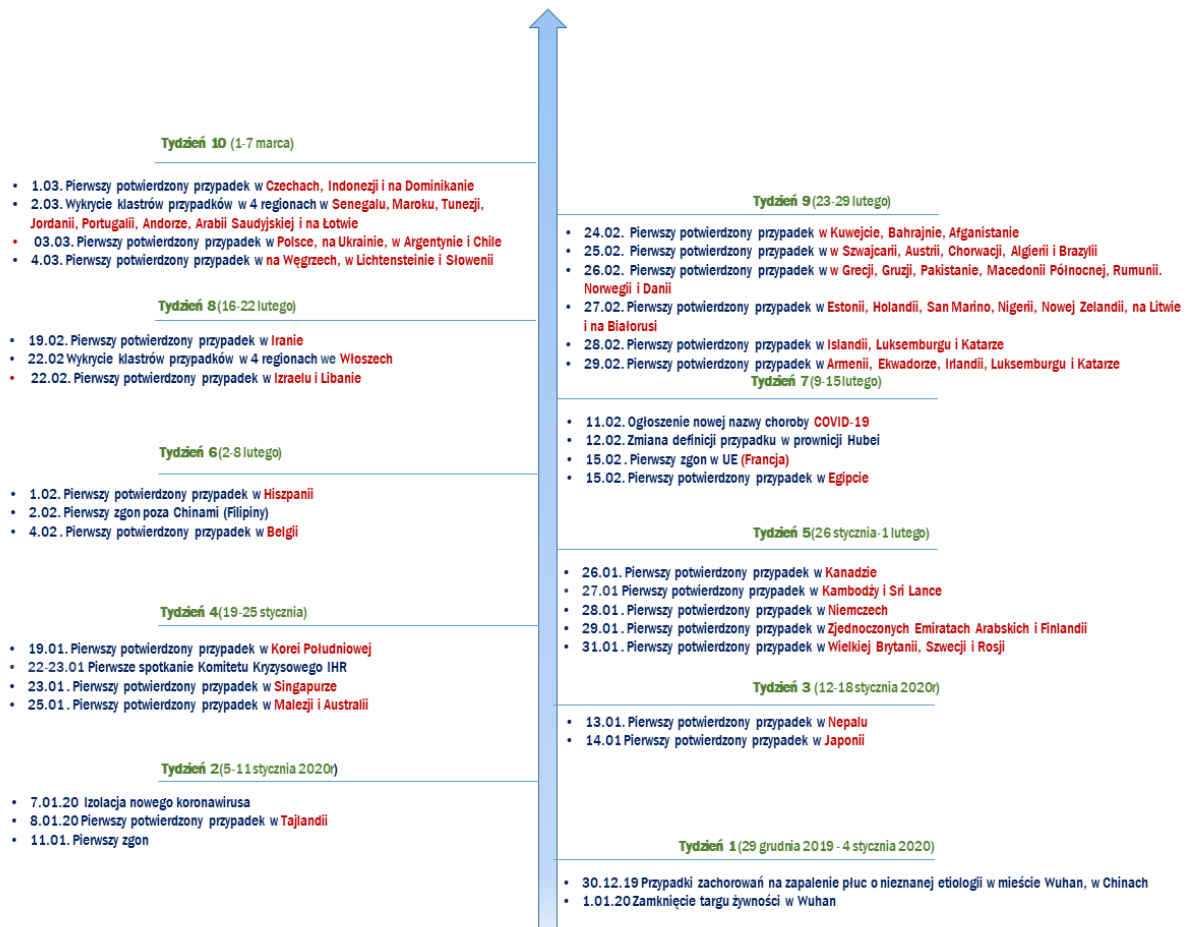 Tydzień 10 (1-7 marca)
• 1.03. Pierwszy potwierdzony przypadek w Czechach, Indonezji i na Dominikanie
• 2.03. Wykrycie klastrów przypadków w 4 regionach w Senegalu, Maroku, Tunezji,
Jordanii, Portugalii, Andorze, Arabii Saudyjskiej i na Łotwie
• 03.03. Pierwszy potwierdzony przypadek w Polsce, na Ukrainie, w Argentynie i Chile
• 4.03. Pierwszy potwierdzony przypadek w na Węgrzech, w Lichtensteinie i Słowenii
Tydzień 9 (23-29 lutego)
• 24.02. Pierwszy potwierdzony przypadek w Kuwejcie, Bahrajnie, Afganistanie
• 25.02. Pierwszy potwierdzony przypadek w w Szwajcarii, Austrii, Chorwacji, Algierii i Brazylii
• 26.02. Pierwszy potwierdzony przypadek w w Grecji, Gruzji, Pakistanie, Macedonii Północnej, Rumunii.
Norwegii i Danii
• 27.02. Pierwszy potwierdzony przypadek w Estonii, Holandii, San Marino, Nigerii, Nowej Zelandii, na Litwie
i na Białorusi
• 28.02. Pierwszy potwierdzony przypadek w Islandii, Luksemburgu i Katarze
• 29.02. Pierwszy potwierdzony przypadek w Armenii, Ekwadorze, Irlandii, Luksemburgu i Katarze
Tydzień 8 (16-22 lutego)
• 19.02. Pierwszy potwierdzony przypadek w Iranie
• 22.02 Wykrycie klastrów przypadków w 4 regionach we Włoszech
• 22.02. Pierwszy potwierdzony przypadek w Izraelu i Libanie
Tydzień 7 (9-15 lutego)
• 11.02. Ogłoszenie nowej nazwy choroby COVID-19
• 12.02. Zmiana definicji przypadku w prownicji Hubei
• 15.02. Pierwszy zgon w UE (Francja)
• 15.02. Pierwszy potwierdzony przypadek w Egipcie
Tydzień 6 (2-8 lutego)
• 1.02. Pierwszy potwierdzony przypadek w Hiszpanii
• 2.02. Pierwszy zgon poza Chinami (Filipiny)
• 4.02. Pierwszy potwierdzony przypadek w Belgii
Tydzień 5 (26 stycznia-1 lutego)
• 26.01. Pierwszy potwierdzony przypadek w Kanadzie
• 27.01 Pierwszy potwierdzony przypadek w Kambodży i Sri Lance
• 28.01. Pierwszy potwierdzony przypadek w Niemczech
• 29.01. Pierwszy potwierdzony przypadek w Zjednoczonych Emiratach Arabskich i Finlandii
• 31.01. Pierwszy potwierdzony przypadek w Wielkiej Brytanii, Szwecji i Rosji
Tydzień 4 (19-25 stycznia)
• 19.01. Pierwszy potwierdzony przypadek w Korei Południowej
• 22-23.01 Pierwsze spotkanie Komitetu Kryzysowego IHR
• 23.01. Pierwszy potwierdzony przypadek w Singapurze
• 25.01. Pierwszy potwierdzony przypadek w Malezji i Australii
Tydzień 3 (12-18 stycznia 2020r)
• 13.01. Pierwszy potwierdzony przypadek w Nepalu
• 14.01 Pierwszy potwierdzony przypadek w Japonii
Tydzień 2 (5-11 stycznia 2020r)
• 7.01.20 Izolacja nowego koronawirusa
• 8.01.20 Pierwszy potwierdzony przypadek w Tajlandii
• 11.01. Pierwszy zgon
Tydzień 1 (29 grudnia 2019 - 4 stycznia 2020)
• 30.12.19 Przypadki zachorowań na zapalenie płuc o nieznanej etiologii w mieście Wuhan, w Chinach
• 1.01.20 Zamknięcie targu żywności w Wuhan